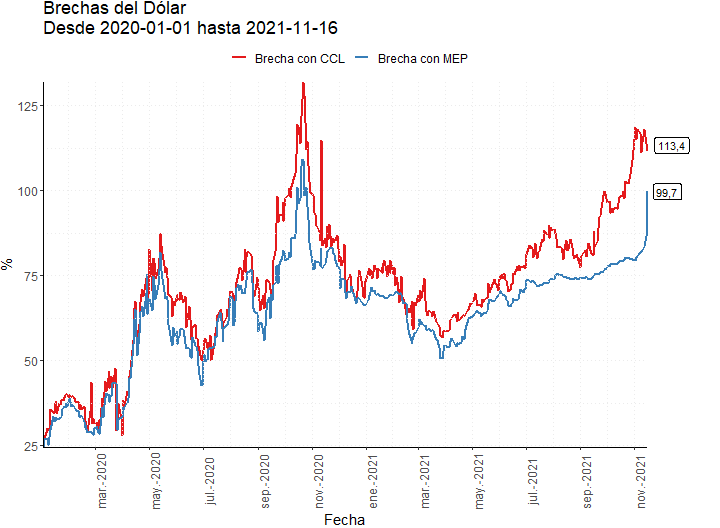 Brechas del Dólar
Desde 2020-01-01 hasta 2021-11-16
Brecha con CCL Brecha con MEP
%
125
100
75
50
25
113,4
99,7
mar.-2020
may.-2020
jul.-2020
sep.-2020
nov.-2020
ene.-2021
mar.-2021
may.-2021
jul.-2021
sep.-2021
nov.-2021
Fecha